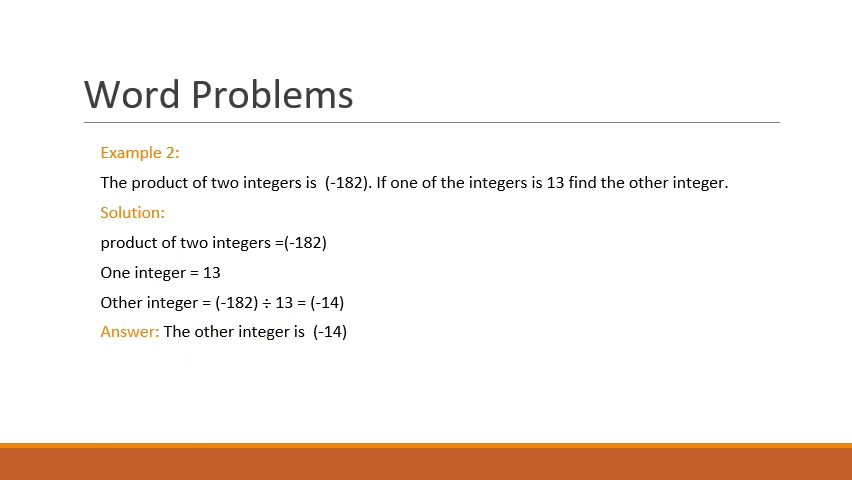 Word Problems
Example 2:
The product of two integers is  (-182). If one of the integers is 13 find the other integer.
Solution:
product of two integers =(-182)
One integer = 13
Other integer = (-182) ÷ 13 = (-14)
Answer: The other integer is  (-14)